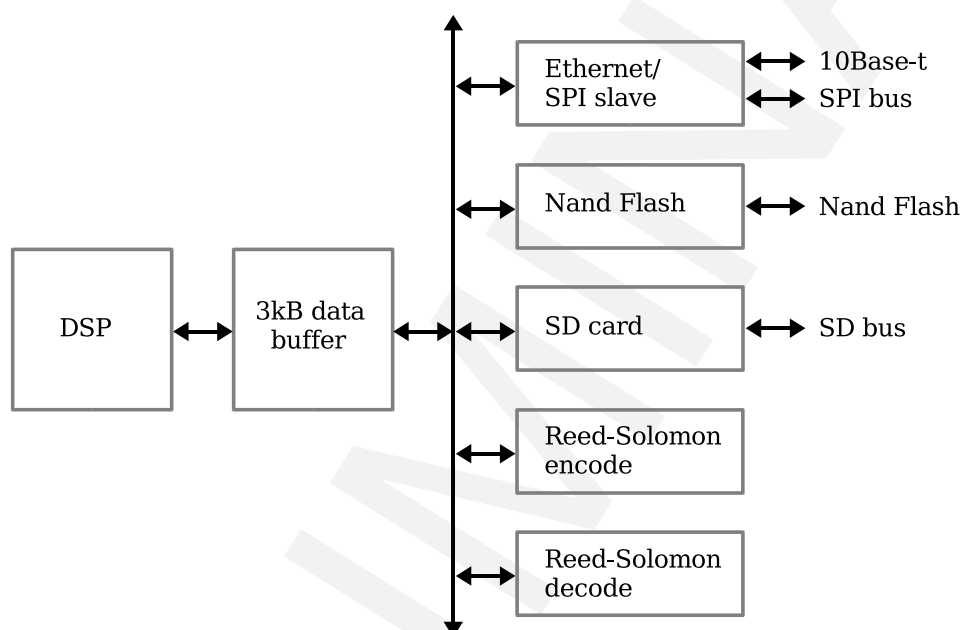 Ethernet/
SPI slave
10Base-t
SPI bus
Nand Flash
Nand Flash
DSP
3kB data
buffer
SD card
SD bus
Reed-Solomon
encode
Reed-Solomon
decode